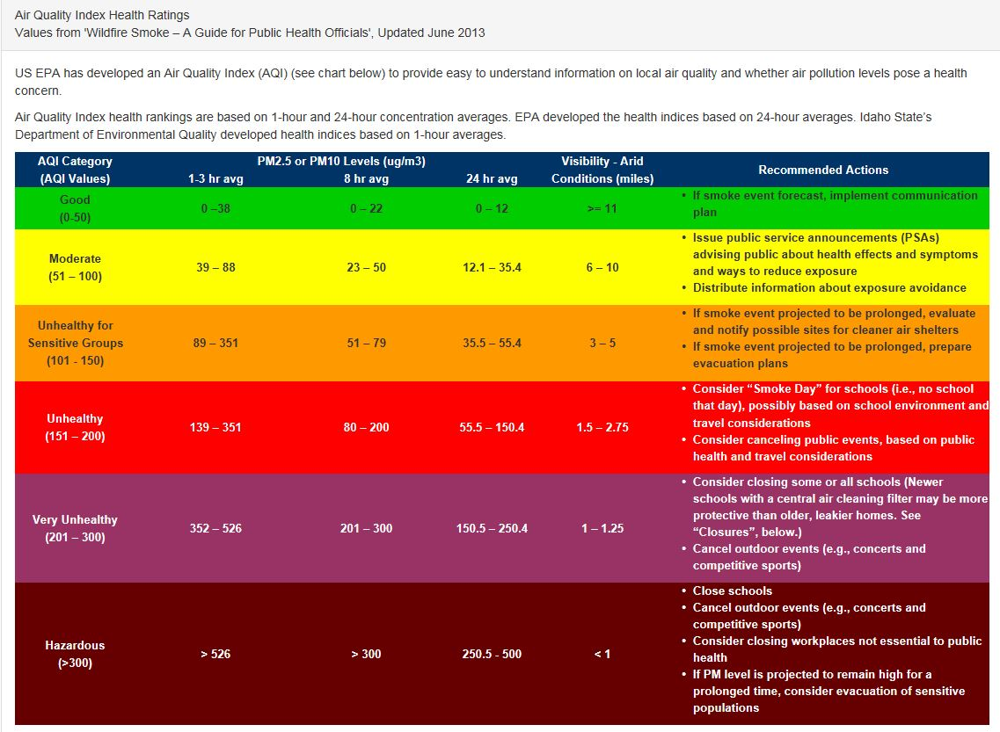 Air Quality Index Health Ratings
Values from 'Wildfire Smoke – A Guide for Public Health Officials', Updated June 2013
US EPA has developed an Air Quality Index (AQI) (see chart below) to provide easy to understand information on local air quality and whether air pollution levels pose a health
concern.
Air Quality Index health rankings are based on 1-hour and 24-hour concentration averages. EPA developed the health indices based on 24-hour averages. Idaho State's
Department of Environmental Quality developed health indices based on 1-hour averages.
AQI Category PM2.5 or PM10 Levels (ug/m3) Visibility - Arid Recommended Actions
(AQI Values) 1-3 hr avg 8 hr avg 24 hr avg Conditions (miles)
Good
(0-50)
0 –38 0 – 22 0 – 12 >= 11
• If smoke event forecast, implement communication
plan
Moderate
(51 – 100)
39 – 88 23 – 50 12.1 – 35.4 6 – 10
• Issue public service announcements (PSAs)
advising public about health effects and symptoms
and ways to reduce exposure
• Distribute information about exposure avoidance
Unhealthy for
Sensitive Groups
(101 - 150)
89 – 351 51 – 79 35.5 – 55.4 3 – 5
• If smoke event projected to be prolonged, evaluate
and notify possible sites for cleaner air shelters
• If smoke event projected to be prolonged, prepare
evacuation plans
Unhealthy
(151 – 200)
139 – 351 80 – 200 55.5 – 150.4 1.5 – 2.75
• Consider “Smoke Day” for schools (i.e., no school
that day), possibly based on school environment and
travel considerations
• Consider canceling public events, based on public
health and travel considerations
Very Unhealthy
(201 – 300)
352 – 526 201 – 300 150.5 – 250.4 1 – 1.25
• Consider closing some or all schools (Newer
schools with a central air cleaning filter may be more
protective than older, leakier homes. See
“Closures”, below.)
• Cancel outdoor events (e.g., concerts and
competitive sports)
Hazardous
(>300)
> 526 > 300 250.5 - 500 < 1
• Close schools
• Cancel outdoor events (e.g., concerts and
competitive sports)
• Consider closing workplaces not essential to public
health
• If PM level is projected to remain high for a
prolonged time, consider evacuation of sensitive
populations